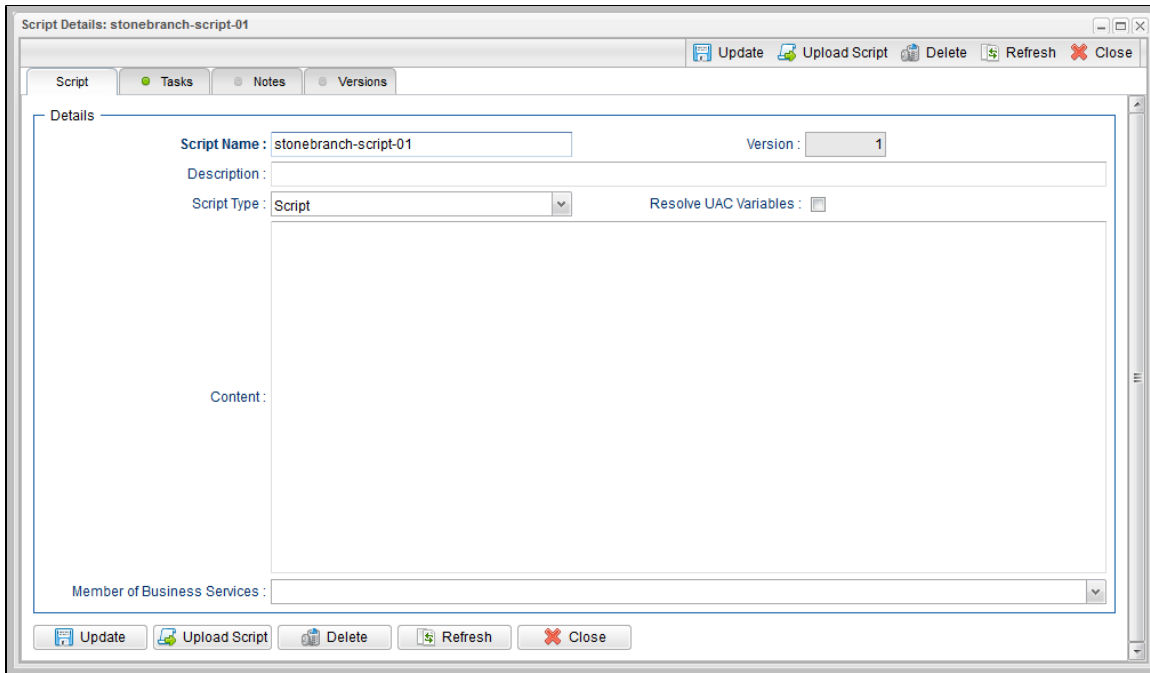 Script Details: stonebranch-script-01
Update Upload Script Delete Refresh Close
Script Tasks Notes Versions
Details
Script Name : stonebranch-script-01 Version : 1
Description :
Script Type : Script Resolve UAC Variables :
Content :
Member of Business Services :
Update Upload Script Delete Refresh Close